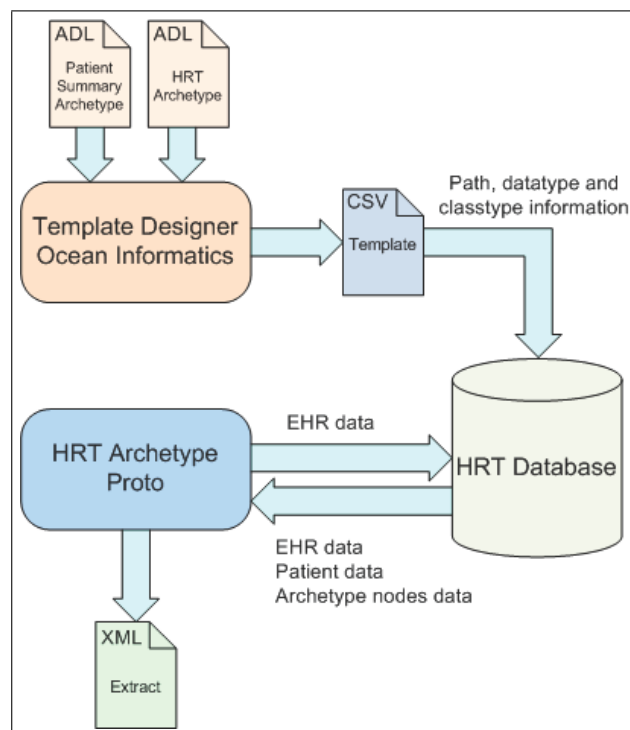 ADL
Patient
Summary
Archetype
ADL
HRT
Archetype
Template Designer
Ocean Informatics
CSV
Template
Path, datatype and
classtype information
HRT Archetype
Proto
EHR data
HRT Database
EHR data
Patient data
Archetype nodes data
XML
Extract